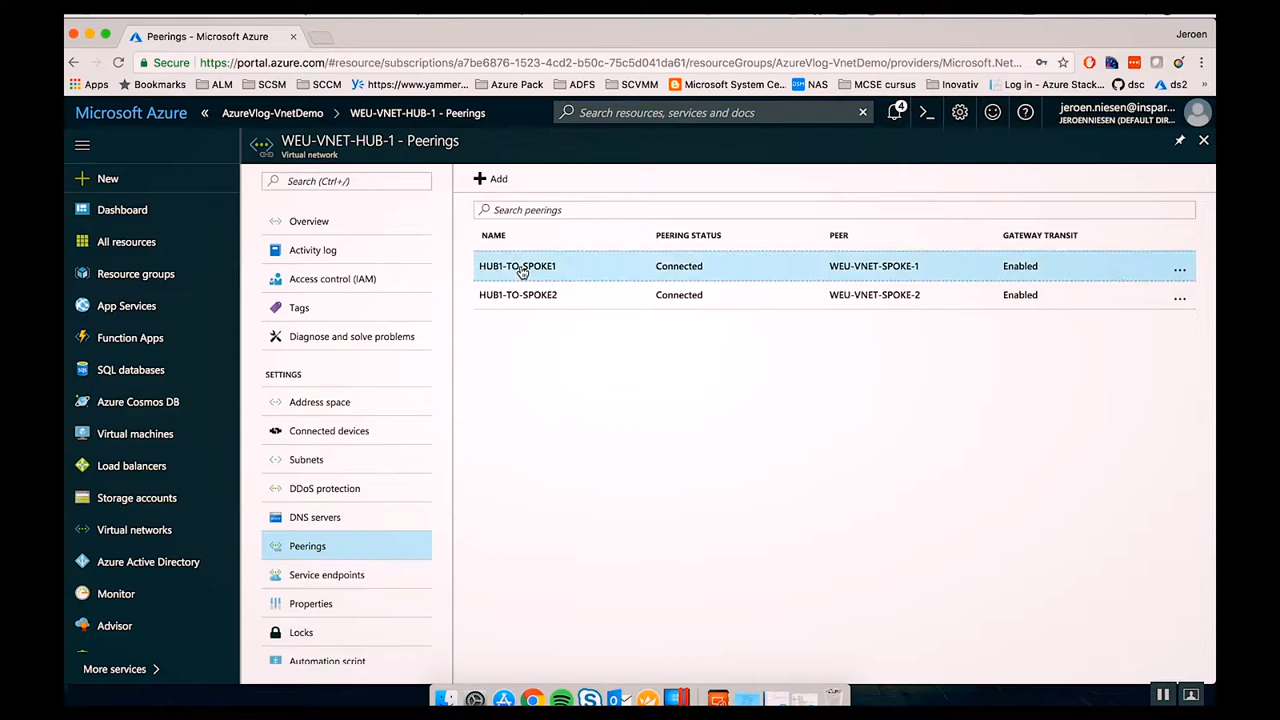 Peerings - Microsoft Azure
Jeroen
Secure https://portal.azure.com/#resource/subscriptions/a7be6876-1523-4cd2-b50c-75c5d041da61/resourceGroups/AzureVlog-VnetDemo/providers/Microsoft.Net...
Apps Bookmarks ALM SCSM SCCM https://www.yammer... Azure Pack ADFS SCVMM Microsoft System Ce... DSM NAS MCSE cursus Inovativ Log in - Azure Stack... dsc ds2 »
Microsoft Azure « AzureVlog-VnetDemo > WEU-VNET-HUB-1 - Peerings
Search resources, services and docs
4
jeroen.niesen@inspar...
JEROENNIESEN (DEFAULT DIR...
WEU-VNET-HUB-1 - Peerings
Virtual network
New
Dashboard
All resources
Resource groups
App Services
Function Apps
SQL databases
Azure Cosmos DB
Virtual machines
Load balancers
Storage accounts
Virtual networks
Azure Active Directory
Monitor
Advisor
More services >
Search (Ctrl+/)
Overview
Activity log
Access control (IAM)
Tags
Diagnose and solve problems
SETTINGS
Address space
Connected devices
Subnets
DDoS protection
DNS servers
Peerings
Service endpoints
Properties
Locks
Automation script
Add
Search peerings
NAME PEERING STATUS PEER GATEWAY TRANSIT
HUB1-TO-SPOKE1 Connected WEU-VNET-SPOKE-1 Enabled ...
HUB1-TO-SPOKE2 Connected WEU-VNET-SPOKE-2 Enabled ...